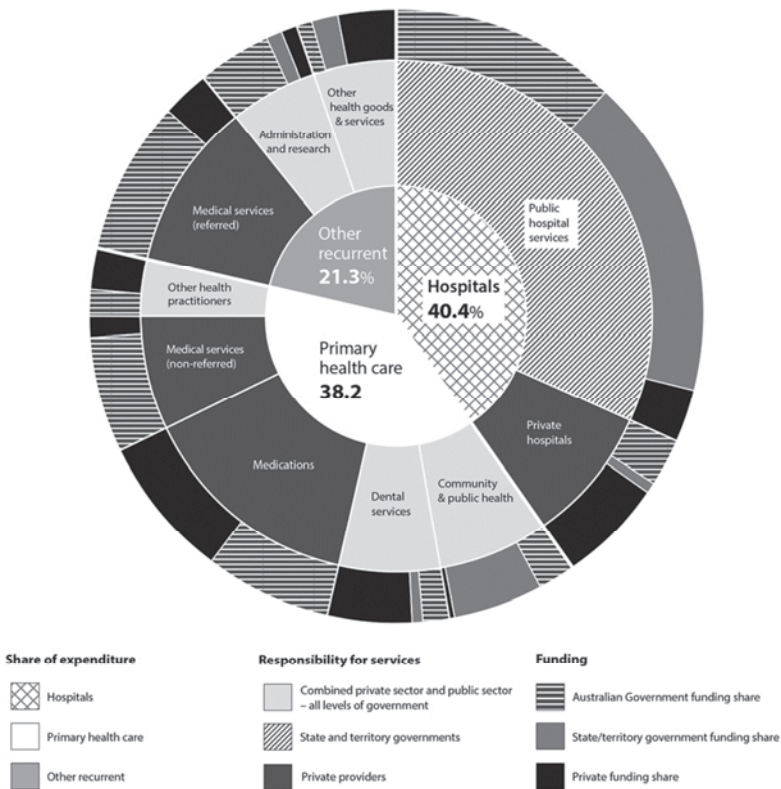 Other
health goods
& services
Administration
and research
Medical services
(referred)
Other
recurrent
21.3%
Public
hospital
services
Hospitals
40.4%
Other health
practitioners
Primary
health care
38.2
Medical services
(non-referred)
Medications
Private
hospitals
Dental
services
Community
& public health
Share of expenditure
Hospitals
Primary health care
Other recurrent
Responsibility for services
Combined private sector and public sector
– all levels of government
State and territory governments
Private providers
Funding
Australian Government funding share
State/territory government funding share
Private funding share